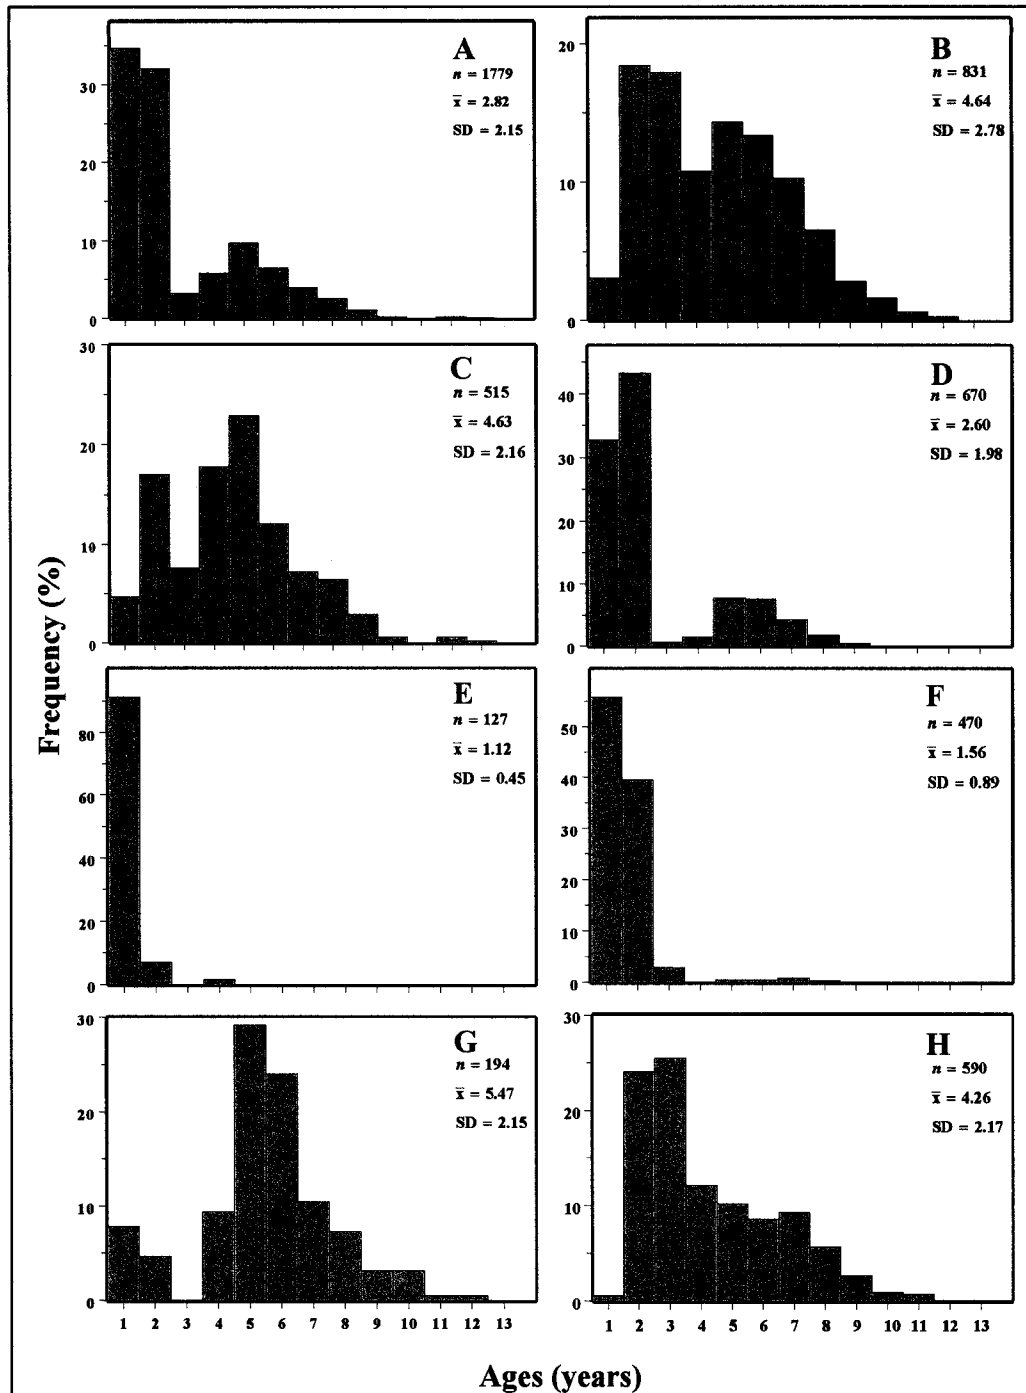 A
n = 1779
x̄ = 2.82
SD = 2.15
30
20
10
0
B
n = 831
x̄ = 4.64
SD = 2.78
20
10
0
C
n = 515
x̄ = 4.63
SD = 2.16
30
20
10
0
D
n = 670
x̄ = 2.60
SD = 1.98
40
30
20
10
0
E
n = 127
x̄ = 1.12
SD = 0.45
80
60
40
20
0
F
n = 470
x̄ = 1.56
SD = 0.89
50
40
30
20
10
0
G
n = 194
x̄ = 5.47
SD = 2.15
30
20
10
0
1 2 3 4 5 6 7 8 9 10 11 12 13
H
n = 590
x̄ = 4.26
SD = 2.17
30
20
10
0
1 2 3 4 5 6 7 8 9 10 11 12 13
Frequency (%)
Ages (years)